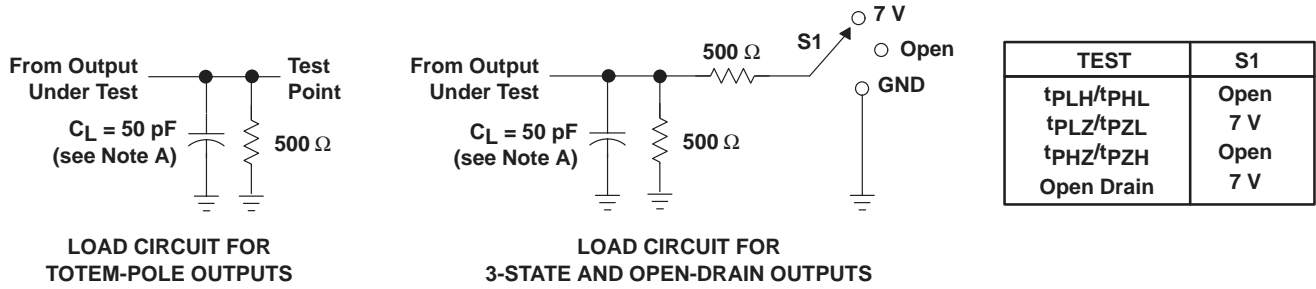 From Output
Under Test
Test
Point
CL = 50 pF
(see Note A)
500 Ω
LOAD CIRCUIT FOR
TOTEM-POLE OUTPUTS
From Output
Under Test
500 Ω
S1
7 V
Open
GND
CL = 50 pF
(see Note A)
500 Ω
LOAD CIRCUIT FOR
3-STATE AND OPEN-DRAIN OUTPUTS
TEST S1
tPLH/tPHL Open
tPLZ/tPZL 7 V
tPHZ/tPZH Open
Open Drain 7 V